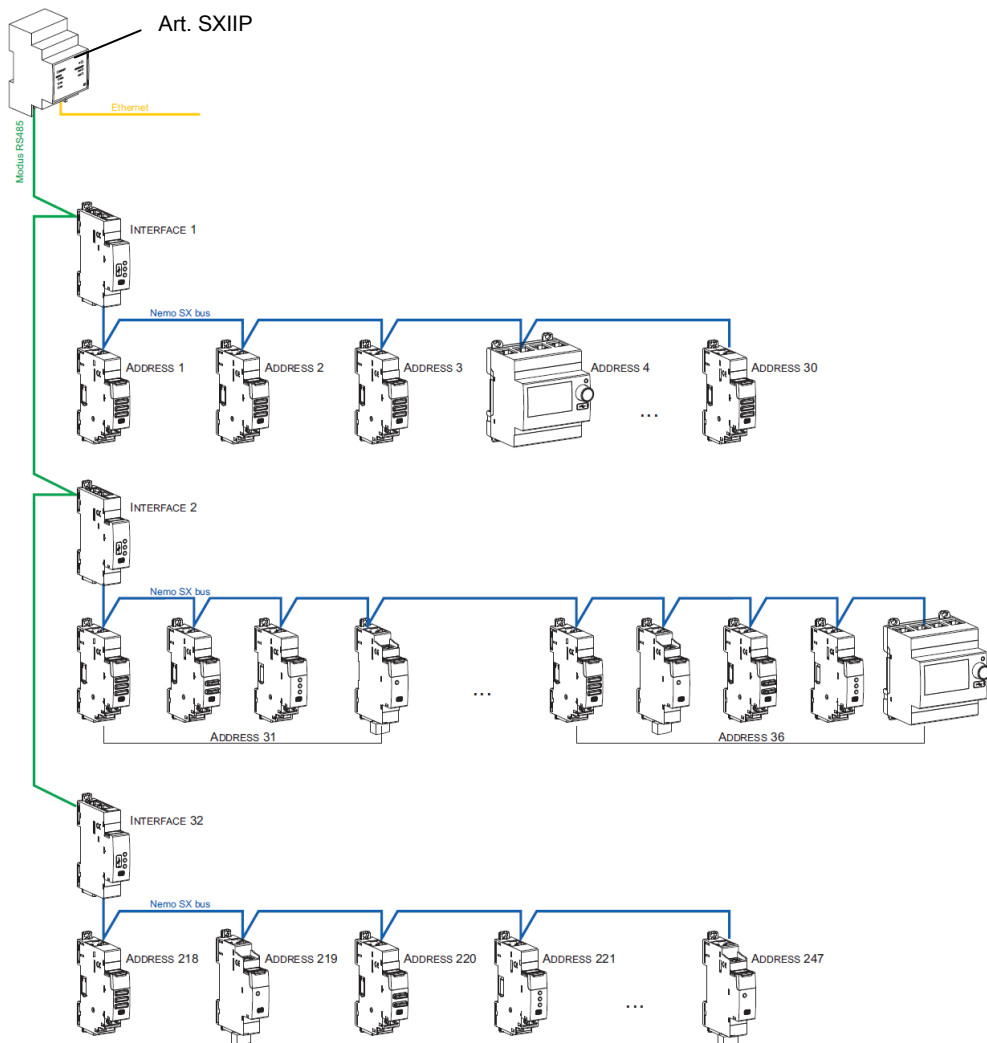 Art. SXIIP
Ethernet
Modus RS485
INTERFACE 1
Nemo SX bus
ADDRESS 1
ADDRESS 2
ADDRESS 3
ADDRESS 4
ADDRESS 30
...
INTERFACE 2
Nemo SX bus
...
ADDRESS 31
ADDRESS 36
INTERFACE 32
Nemo SX bus
ADDRESS 218
ADDRESS 219
ADDRESS 220
ADDRESS 221
ADDRESS 247
...